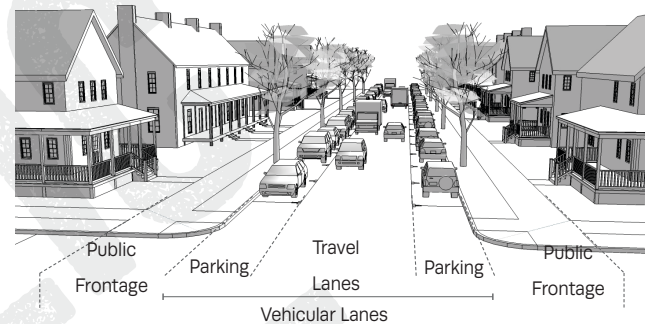 Public
Frontage
Parking
Travel
Lanes
Parking
Public
Frontage
Vehicular Lanes